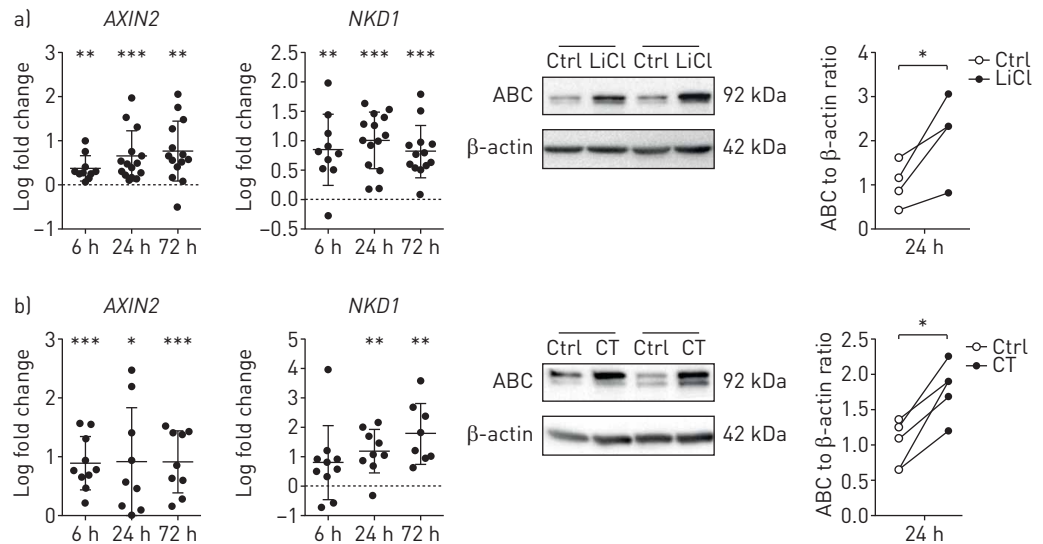 a)
AXIN2
Log fold change
3
2
1
0
–1
** *** **
6 h 24 h 72 h
NKD1
Log fold change
2.5
2.0
1.5
1.0
0.5
0.0
–0.5
** *** ***
6 h 24 h 72 h
Ctrl LiCl Ctrl LiCl
ABC 92 kDa
β-actin 42 kDa
ABC to β-actin ratio
4
3
2
1
0
*
24 h
Ctrl
LiCl
b)
AXIN2
Log fold change
3
2
1
0
*** * ***
6 h 24 h 72 h
NKD1
Log fold change
5
4
3
2
1
0
–1
** **
6 h 24 h 72 h
Ctrl CT Ctrl CT
ABC 92 kDa
β-actin 42 kDa
ABC to β-actin ratio
2.5
2.0
1.5
1.0
0.5
0.0
*
24 h
Ctrl
CT